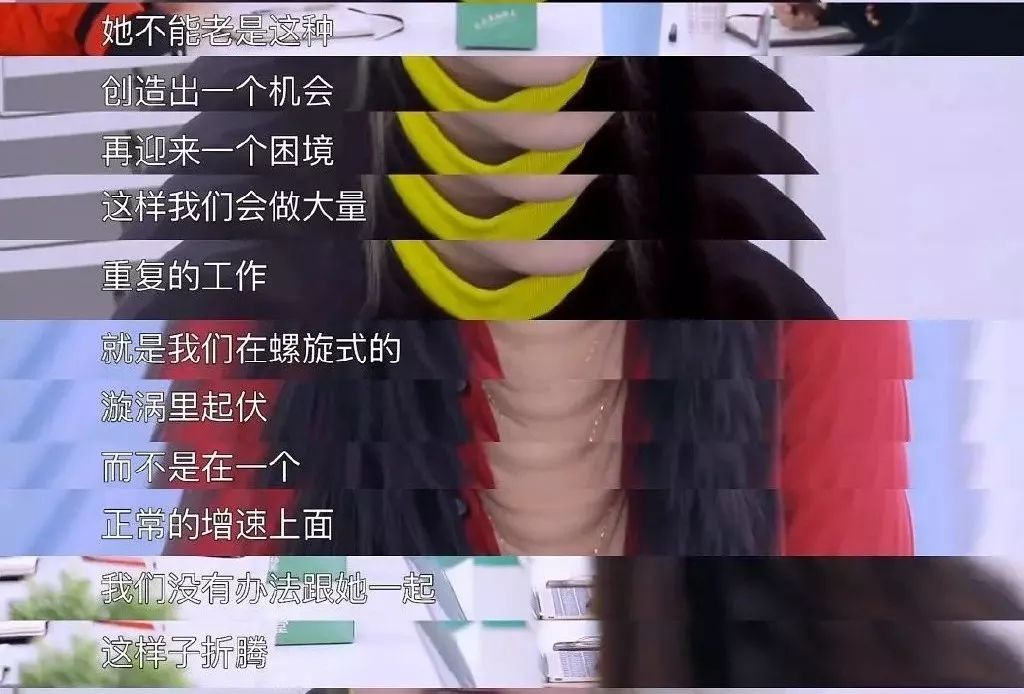 她不能老是这种
创造出一个机会
再迎来一个困境
这样我们会做大量
重复的工作
就是我们在螺旋式的
漩涡里起伏
而不是在一个
正常的增速上面
我们没有办法跟她一起
这样子折腾